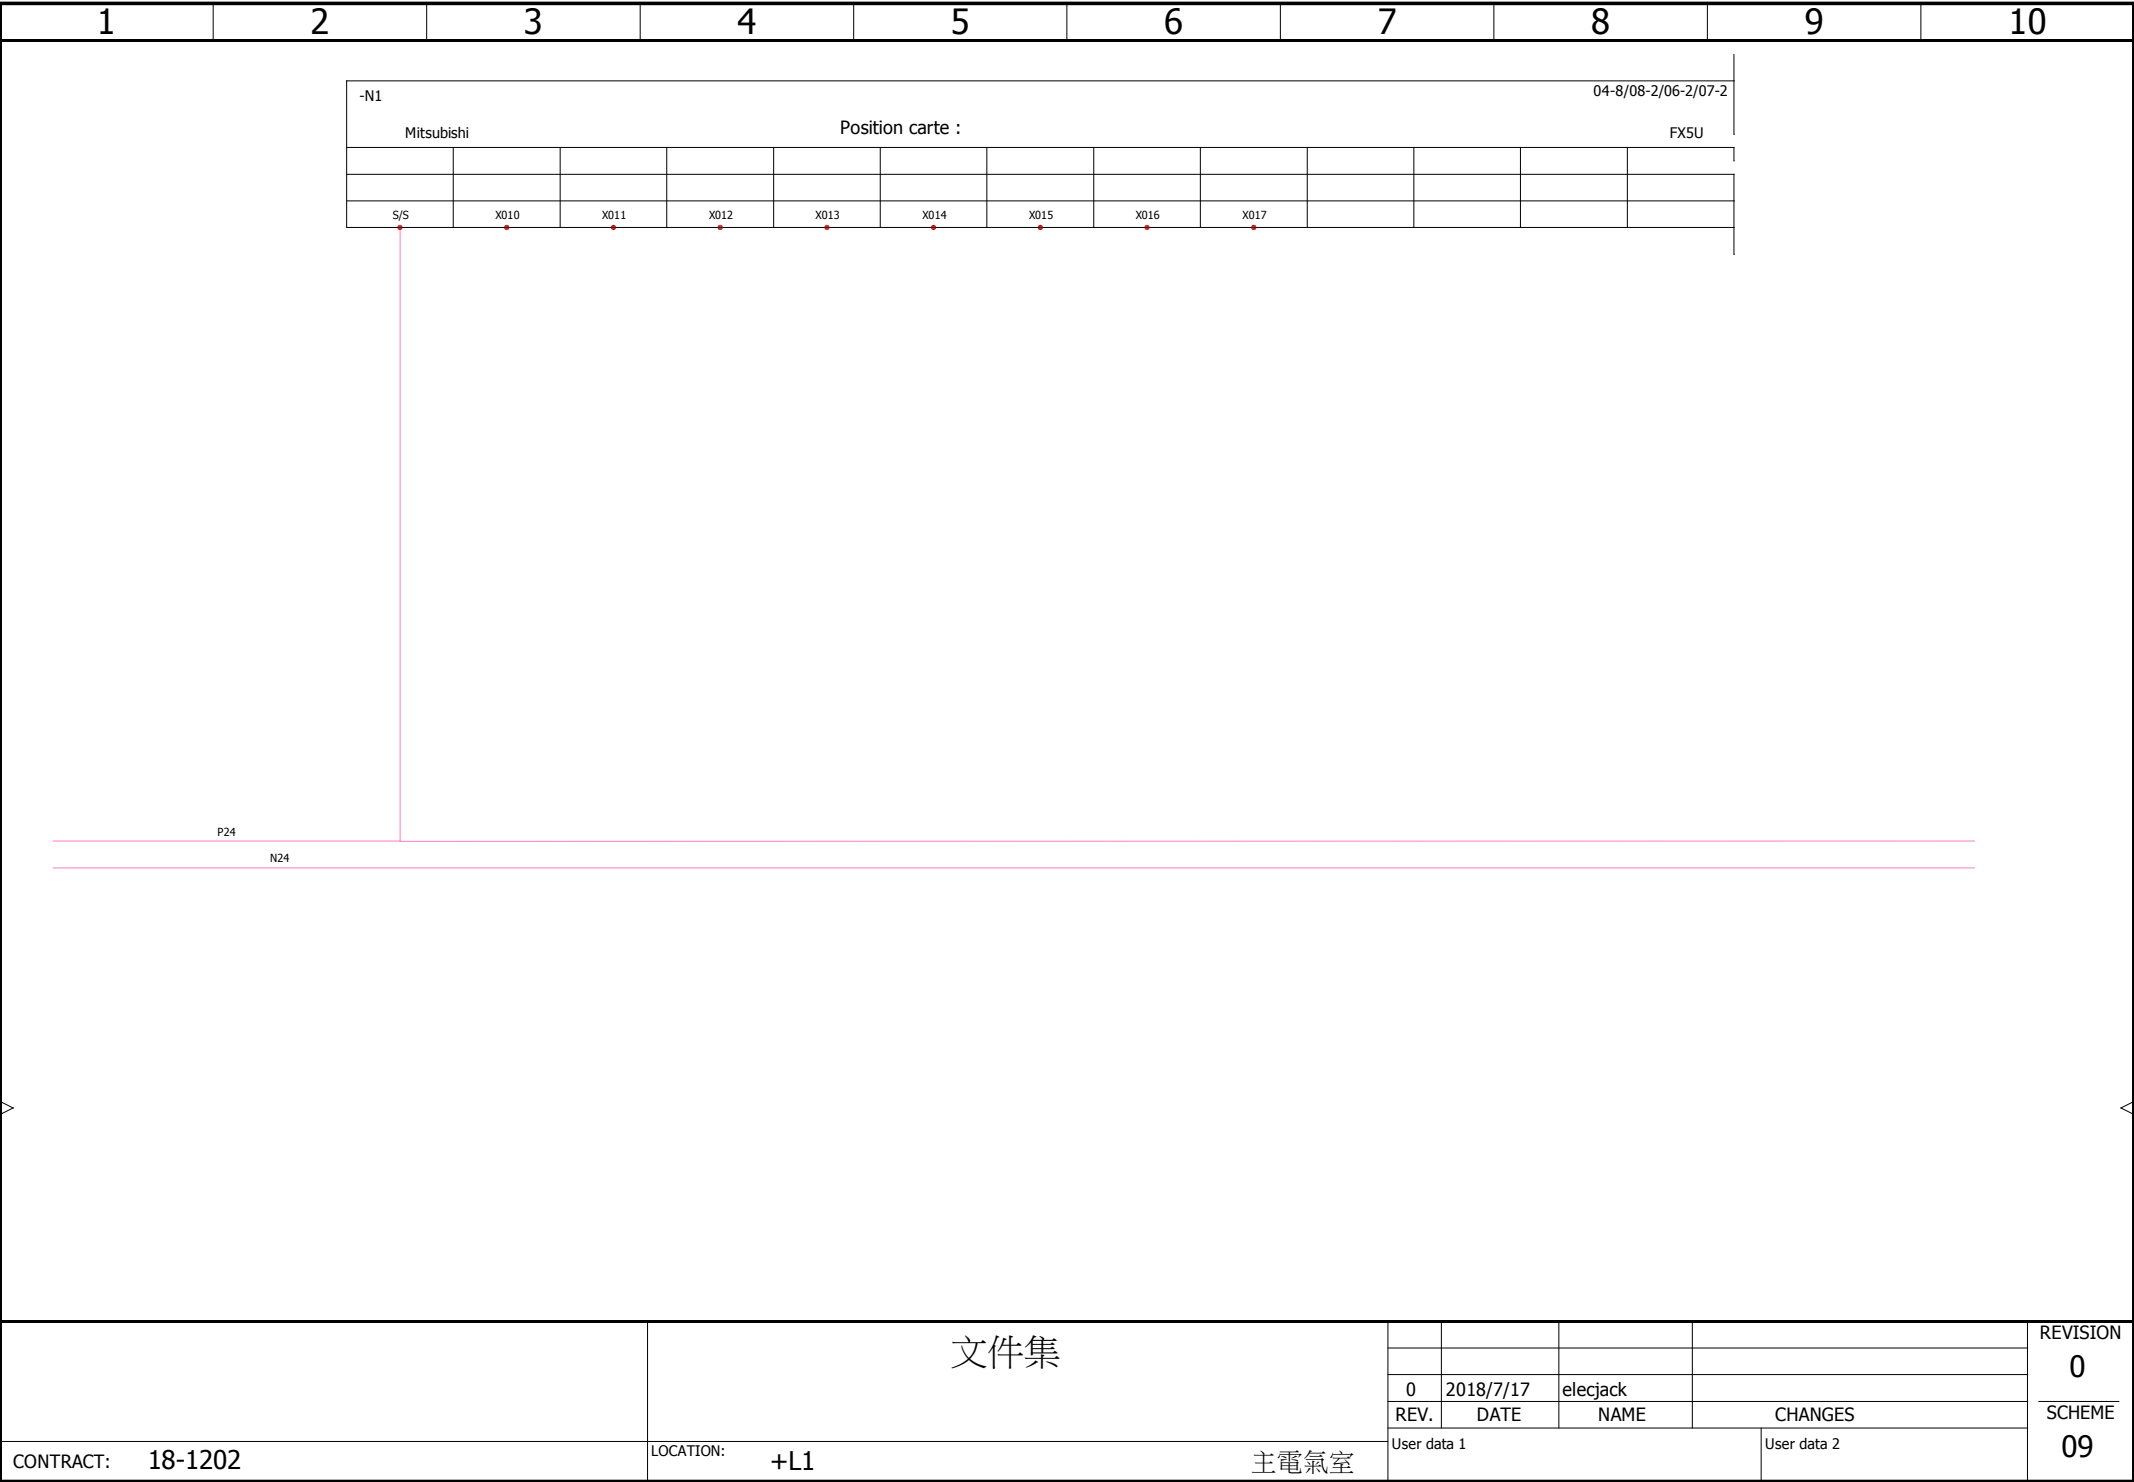 1 2 3 4 5 6 7 8 9 10
-N1 04-8/08-2/06-2/07-2
Mitsubishi Position carte : FX5U
S/S X010 X011 X012 X013 X014 X015 X016 X017
P24
N24
文件集
REVISION
0
0 2018/7/17 elecjack
REV. DATE NAME CHANGES
SCHEME
09
User data 1 User data 2
CONTRACT: 18-1202
LOCATION: +L1 主電氣室